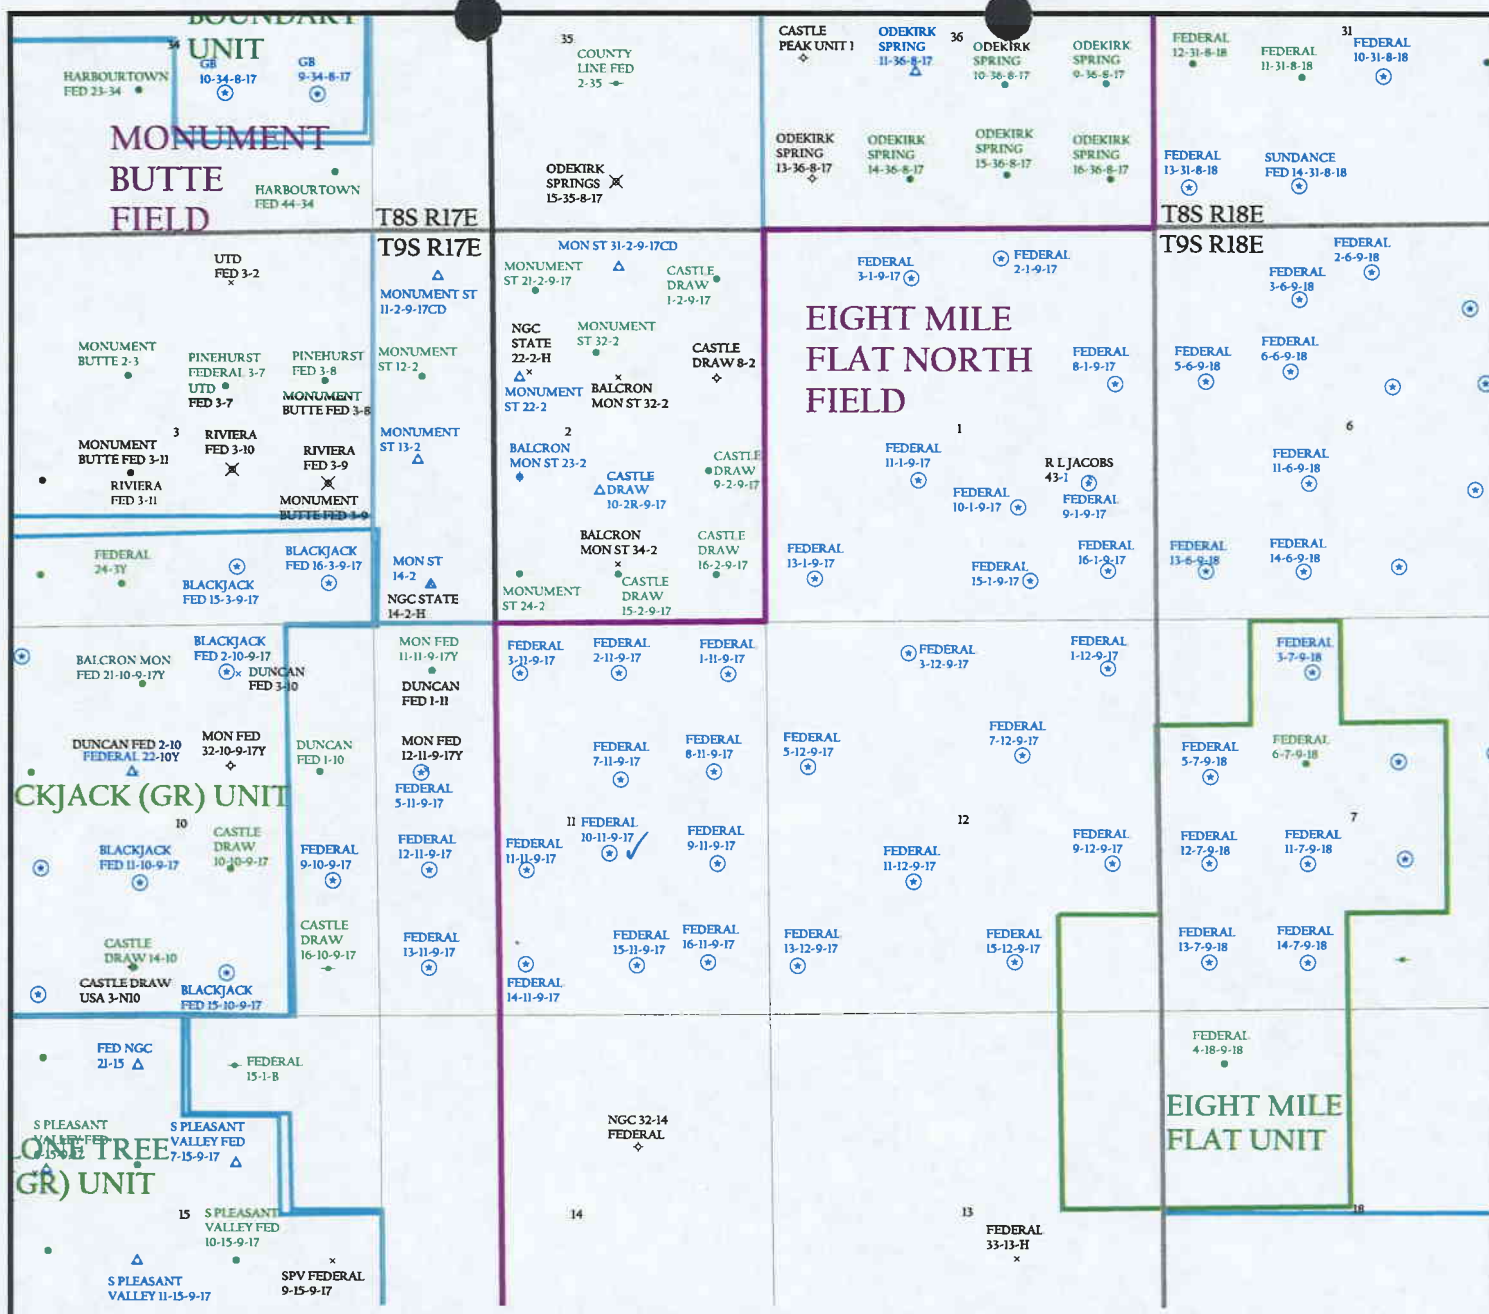 BOUNDARY
UNIT
34
GB
10-34-8-17
GB
9-34-8-17
HARBOURTOWN
FED 23-34
MONUMENT
BUTTE
FIELD
HARBOURTOWN
FED 44-34
35
COUNTY
LINE FED
2-35
ODEKIRK
SPRINGS
15-35-8-17
CASTLE
PEAK UNIT 1
ODEKIRK
SPRING
11-36-8-17
36
ODEKIRK
SPRING
10-36-8-17
ODEKIRK
SPRING
9-36-8-17
ODEKIRK
SPRING
13-36-8-17
ODEKIRK
SPRING
14-36-8-17
ODEKIRK
SPRING
15-36-8-17
ODEKIRK
SPRING
16-36-8-17
FEDERAL
12-31-8-18
FEDERAL
11-31-8-18
31
FEDERAL
10-31-8-18
FEDERAL
13-31-8-18
SUNDANCE
FED 14-31-8-18
T8S R17E
T9S R17E
T8S R18E
T9S R18E
UTD
FED 3-2
MONUMENT
BUTTE 2-3
PINEHURST
FEDERAL 3-7
UTD
FED 3-7
PINEHURST
FED 3-8
MONUMENT
BUTTE FED 3-8
3
MONUMENT
BUTTE FED 3-11
RIVIERA
FED 3-11
RIVIERA
FED 3-10
RIVIERA
FED 3-9
MONUMENT
BUTTE FED 3-9
FEDERAL
24-3Y
BLACKJACK
FED 15-3-9-17
BLACKJACK
FED 16-3-9-17
MONUMENT ST
11-2-9-17CD
MONUMENT
ST 12-2
MONUMENT
ST 13-2
MON ST
14-2
NGC STATE
14-2-H
MON ST 31-2-9-17CD
MONUMENT
ST 21-2-9-17
CASTLE
DRAW
1-2-9-17
NGC
STATE
22-2-H
MONUMENT
ST 32-2
CASTLE
DRAW 8-2
MONUMENT
ST 22-2
BALCRON
MON ST 32-2
2
BALCRON
MON ST 23-2
CASTLE
DRAW
10-2R-9-17
CASTLE
DRAW
9-2-9-17
BALCRON
MON ST 34-2
CASTLE
DRAW
16-2-9-17
MONUMENT
ST 24-2
CASTLE
DRAW
15-2-9-17
FEDERAL
3-1-9-17
FEDERAL
2-1-9-17
EIGHT MILE
FLAT NORTH
FIELD
FEDERAL
8-1-9-17
1
FEDERAL
11-1-9-17
R L JACOBS
43-1
FEDERAL
10-1-9-17
FEDERAL
9-1-9-17
FEDERAL
13-1-9-17
FEDERAL
15-1-9-17
FEDERAL
16-1-9-17
FEDERAL
2-6-9-18
FEDERAL
3-6-9-18
FEDERAL
5-6-9-18
FEDERAL
6-6-9-18
6
FEDERAL
11-6-9-18
FEDERAL
13-6-9-18
FEDERAL
14-6-9-18
BALCRON MON
FED 21-10-9-17Y
BLACKJACK
FED 2-10-9-17
DUNCAN
FED 3-10
DUNCAN FED 2-10
FEDERAL 22-10Y
MON FED
32-10-9-17Y
DUNCAN
FED 1-10
CKJACK (GR) UNIT
10
BLACKJACK
FED 11-10-9-17
CASTLE
DRAW
10-10-9-17
FEDERAL
9-10-9-17
CASTLE
DRAW 14-10
CASTLE DRAW
USA 3-N10
BLACKJACK
FED 15-10-9-17
CASTLE
DRAW
16-10-9-17
MON FED
11-11-9-17Y
DUNCAN
FED 1-11
MON FED
12-11-9-17Y
FEDERAL
5-11-9-17
FEDERAL
12-11-9-17
FEDERAL
13-11-9-17
FEDERAL
3-11-9-17
FEDERAL
2-11-9-17
FEDERAL
1-11-9-17
FEDERAL
7-11-9-17
FEDERAL
8-11-9-17
11
FEDERAL
10-11-9-17
FEDERAL
11-11-9-17
FEDERAL
9-11-9-17
FEDERAL
15-11-9-17
FEDERAL
16-11-9-17
FEDERAL
14-11-9-17
FEDERAL
3-12-9-17
FEDERAL
1-12-9-17
FEDERAL
5-12-9-17
FEDERAL
7-12-9-17
12
FEDERAL
11-12-9-17
FEDERAL
9-12-9-17
FEDERAL
13-12-9-17
FEDERAL
15-12-9-17
FEDERAL
3-7-9-18
FEDERAL
5-7-9-18
FEDERAL
6-7-9-18
7
FEDERAL
12-7-9-18
FEDERAL
11-7-9-18
FEDERAL
13-7-9-18
FEDERAL
14-7-9-18
FED NGC
21-15
FEDERAL
15-1-B
S PLEASANT
VALLEY FED
S PLEASANT
VALLEY FED
7-15-9-17
LONE TREE
(GR) UNIT
15
S PLEASANT
VALLEY FED
10-15-9-17
S PLEASANT
VALLEY 11-15-9-17
SPV FEDERAL
9-15-9-17
NGC 32-14
FEDERAL
14
13
FEDERAL
33-13-H
FEDERAL
4-18-9-18
EIGHT MILE
FLAT UNIT
18